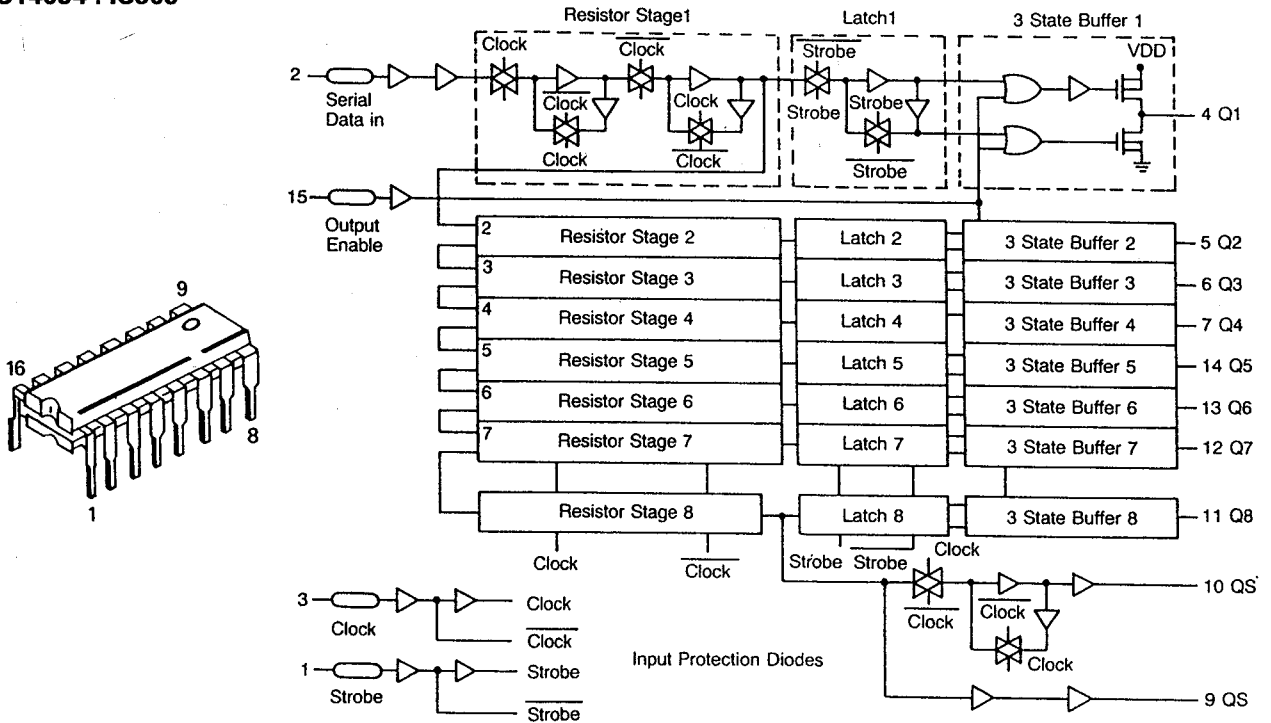 Resistor Stage1
Latch1
3 State Buffer 1
Clock
Clock
Strobe
VDD
2
Serial
Data in
Clock
Clock
Clock
Clock
Strobe
Strobe
Strobe
4 Q1
15
Output
Enable
2 Resistor Stage 2 Latch 2 3 State Buffer 2 5 Q2
3 Resistor Stage 3 Latch 3 3 State Buffer 3 6 Q3
4 Resistor Stage 4 Latch 4 3 State Buffer 4 7 Q4
5 Resistor Stage 5 Latch 5 3 State Buffer 5 14 Q5
6 Resistor Stage 6 Latch 6 3 State Buffer 6 13 Q6
7 Resistor Stage 7 Latch 7 3 State Buffer 7 12 Q7
Resistor Stage 8 Latch 8 3 State Buffer 8 11 Q8
9
16
8
1
Clock
Clock
Strobe
Strobe
Clock
Clock
Clock
Clock
10 QS'
9 QS
3
Clock
Clock
Clock
1
Strobe
Strobe
Strobe
Input Protection Diodes